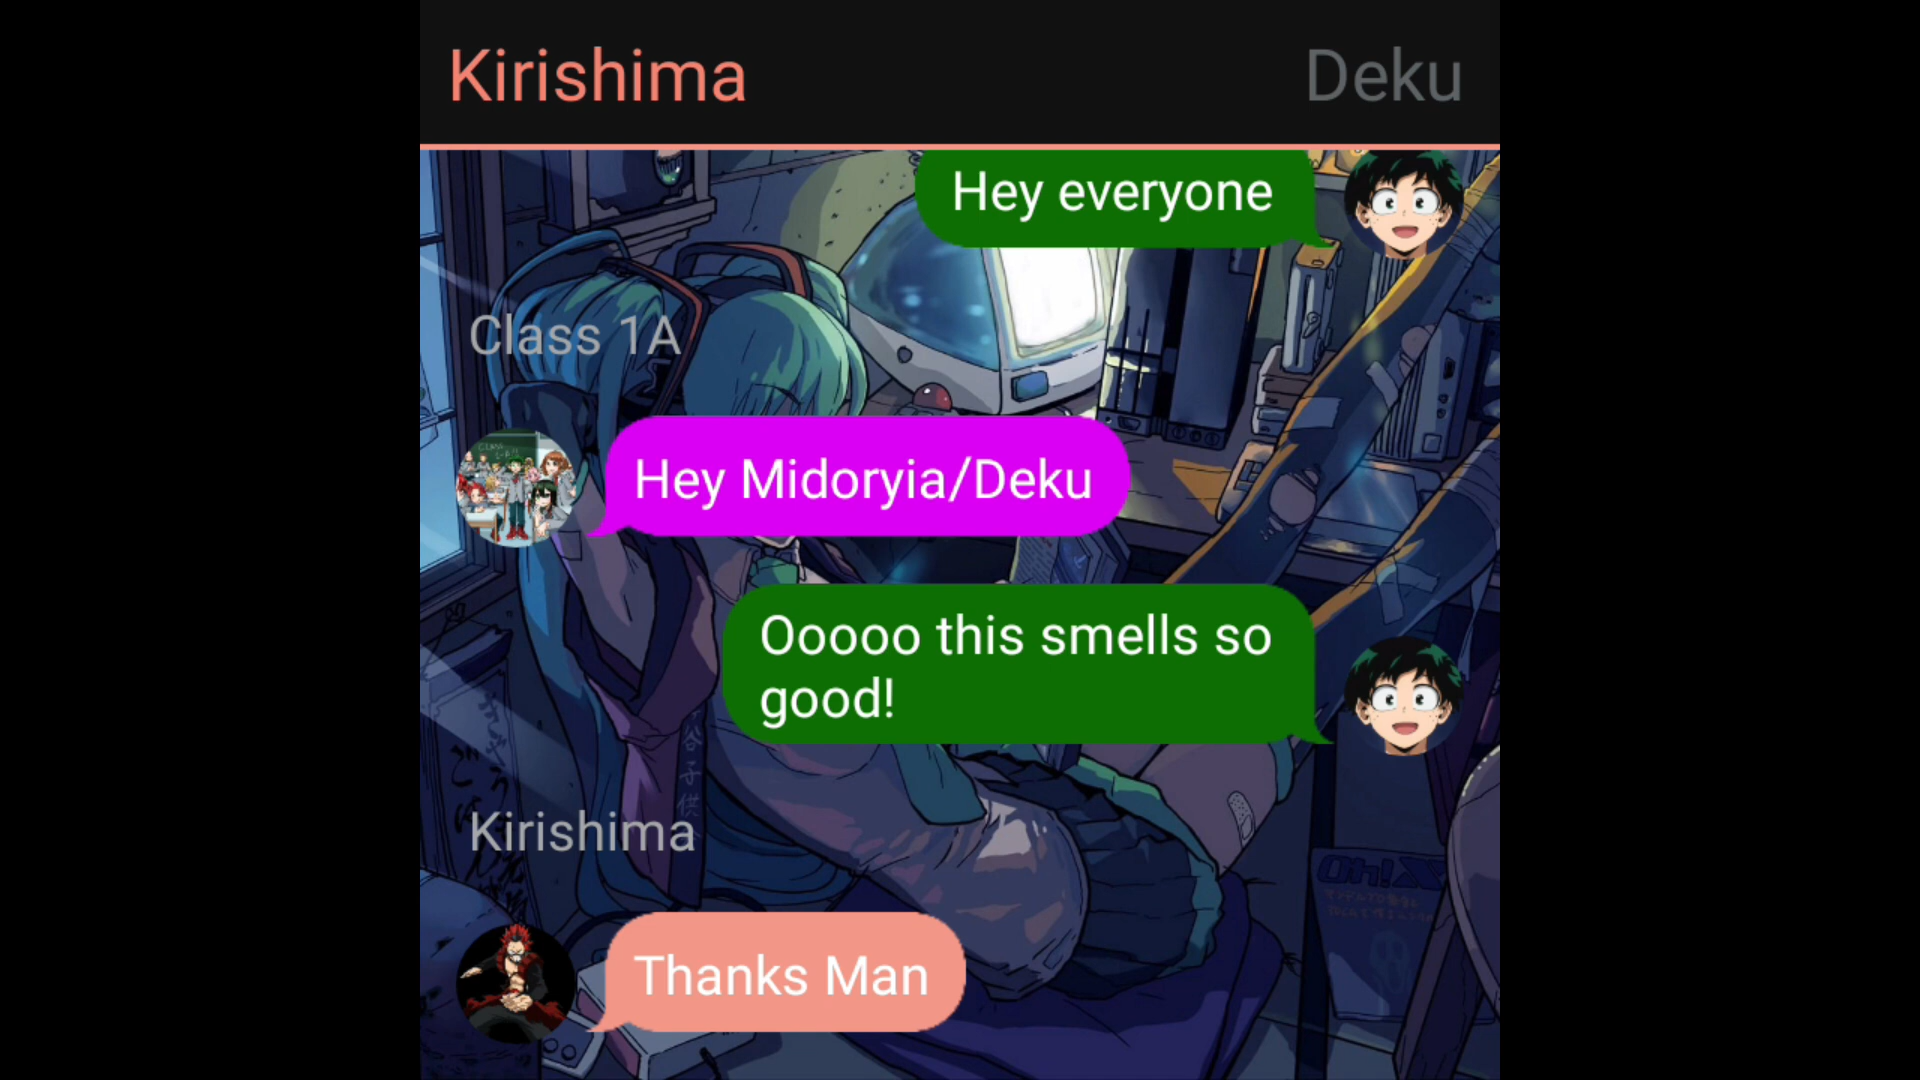 Kirishima
Deku
Hey everyone
Class 1A
Hey Midoryia/Deku
Ooooo this smells so
good!
Kirishima
Thanks Man